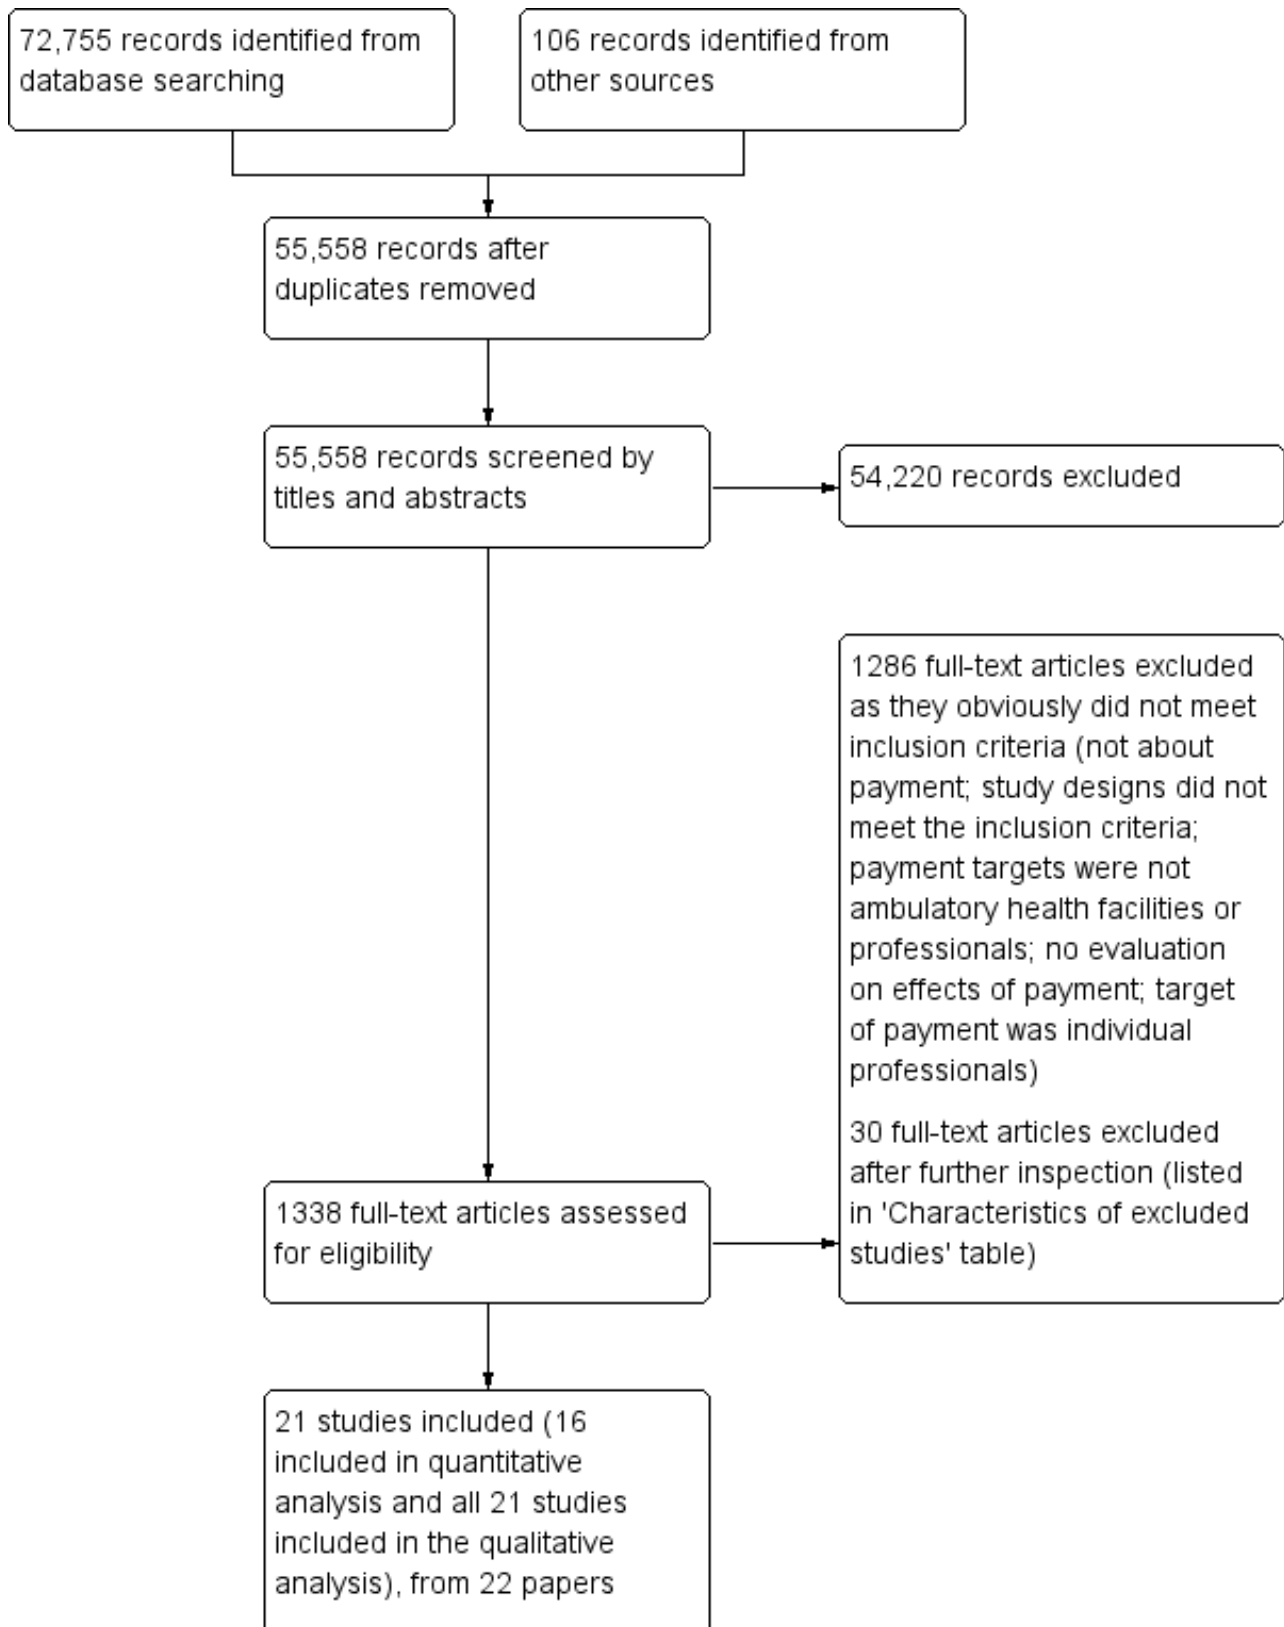 72,755 records identified from
database searching
106 records identified from
other sources
55,558 records after
duplicates removed
55,558 records screened by
titles and abstracts
54,220 records excluded
1286 full-text articles excluded
as they obviously did not meet
inclusion criteria (not about
payment; study designs did not
meet the inclusion criteria;
payment targets were not
ambulatory health facilities or
professionals; no evaluation
on effects of payment; target
of payment was individual
professionals)
30 full-text articles excluded
after further inspection (listed
in 'Characteristics of excluded
studies' table)
1338 full-text articles assessed
for eligibility
21 studies included (16
included in quantitative
analysis and all 21 studies
included in the qualitative
analysis), from 22 papers